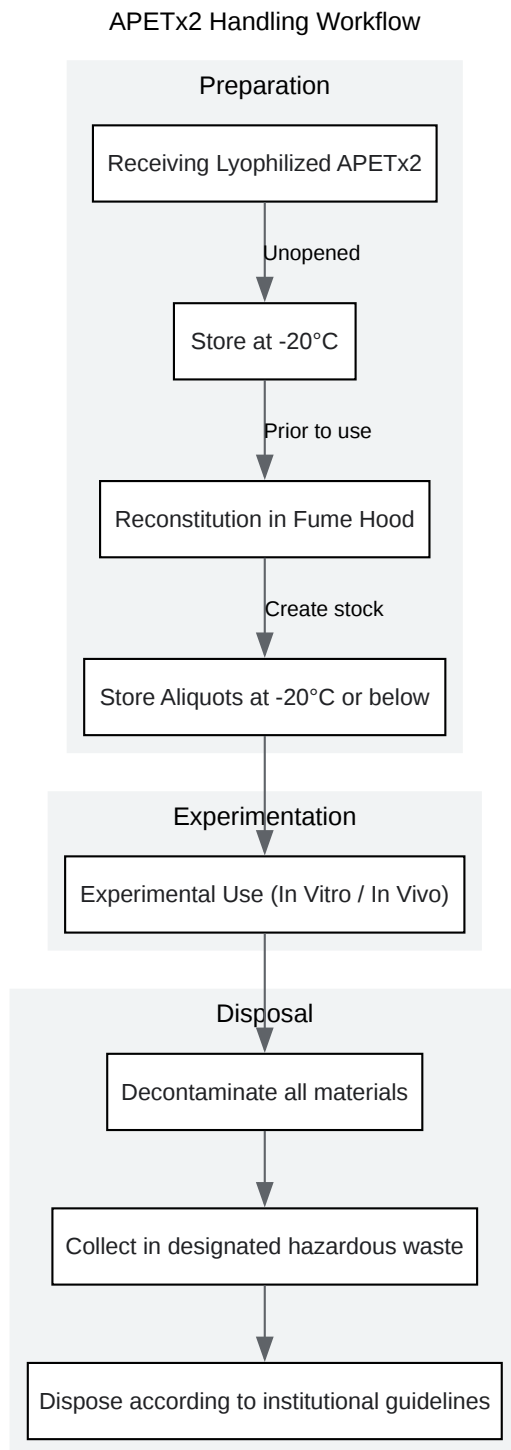 APETx2 Handling Workflow
Preparation
Receiving Lyophilized APETx2
Unopened
Store at -20°C
Prior to use
Reconstitution in Fume Hood
Create stock
Store Aliquots at -20°C or below
Experimentation
Experimental Use (In Vitro / In Vivo)
Disposal
Decontaminate all materials
Collect in designated hazardous waste
Dispose according to institutional guidelines